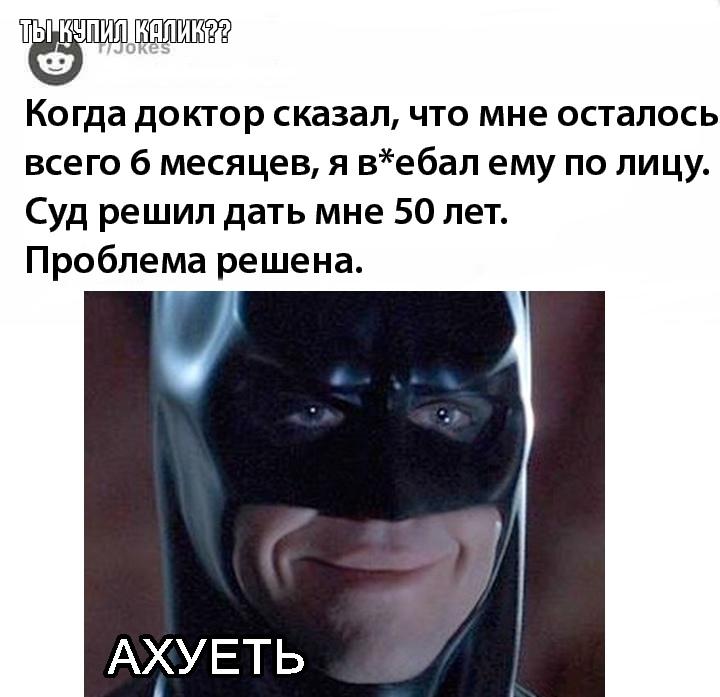 ТЫ КУПИЛ КАЛИК??
r/Jokes
Когда доктор сказал, что мне осталось
всего 6 месяцев, я в*ебал ему по лицу.
Суд решил дать мне 50 лет.
Проблема решена.
АХУЕТЬ